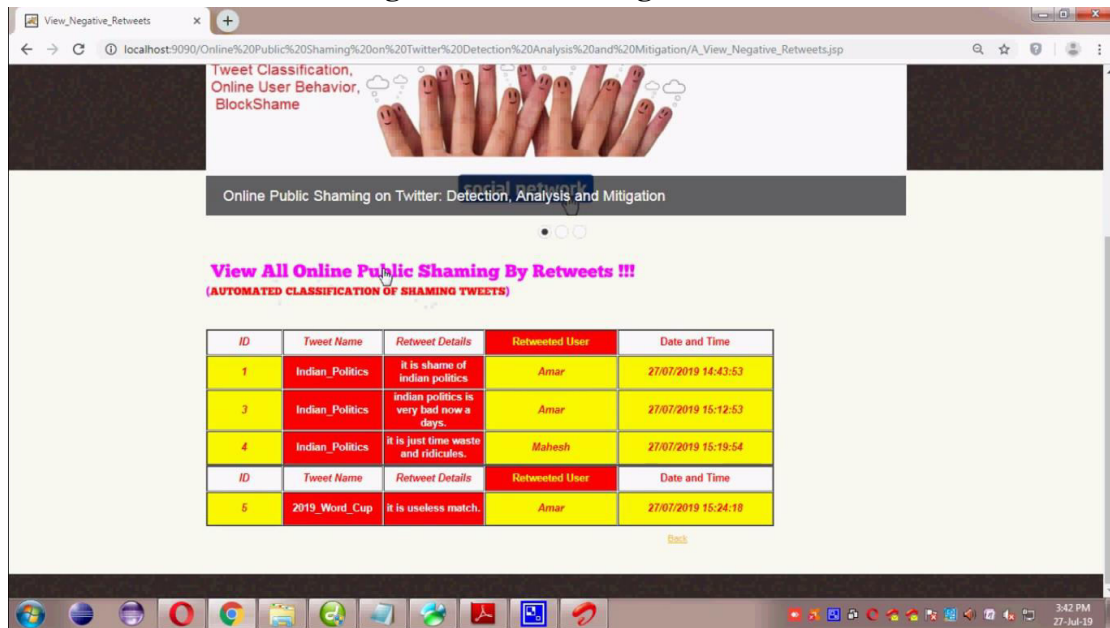 View_Negative_Retweets
localhost:9090/Online%20Public%20Shaming%20on%20Twitter%20Detection%20Analysis%20and%20Mitigation/A_View_Negative_Retweets.jsp
Tweet Classification,
Online User Behavior,
BlockShame
social network
Online Public Shaming on Twitter: Detection, Analysis and Mitigation
View All Online Public Shaming By Retweets !!!
(AUTOMATED CLASSIFICATION OF SHAMING TWEETS)
ID Tweet Name Retweet Details Retweeted User Date and Time
1 Indian_Politics it is shame of indian politics Amar 27/07/2019 14:43:53
3 Indian_Politics indian politics is very bad now a days. Amar 27/07/2019 15:12:53
4 Indian_Politics it is just time waste and ridicules. Mahesh 27/07/2019 15:19:54
ID Tweet Name Retweet Details Retweeted User Date and Time
5 2019_Word_Cup it is useless match. Amar 27/07/2019 15:24:18
Back
3:42 PM
27-Jul-19